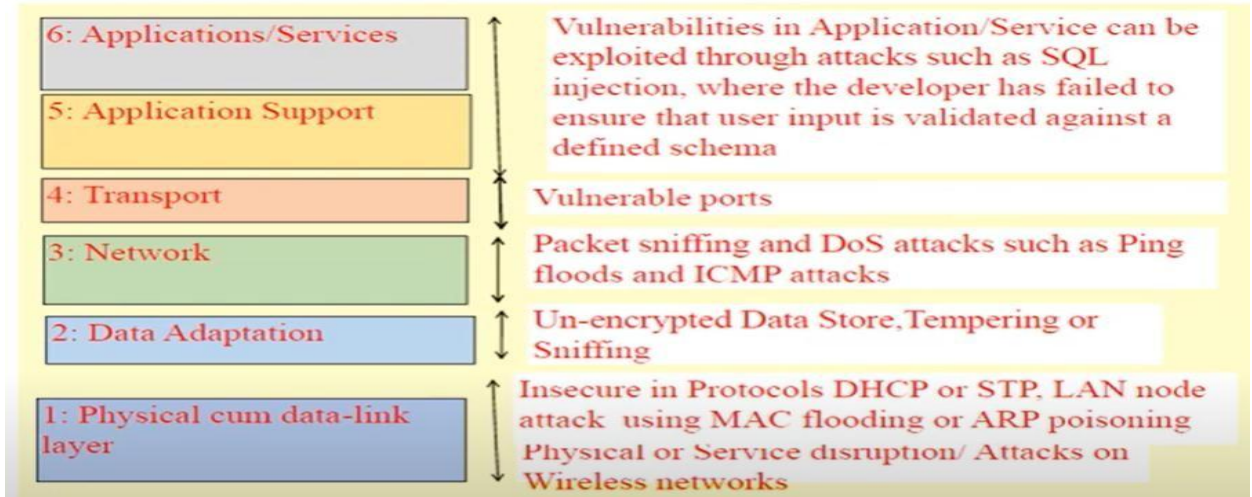 6: Applications/Services
Vulnerabilities in Application/Service can be
exploited through attacks such as SQL
injection, where the developer has failed to
ensure that user input is validated against a
defined schema
5: Application Support
4: Transport
Vulnerable ports
3: Network
Packet sniffing and DoS attacks such as Ping
floods and ICMP attacks
2: Data Adaptation
Un-encrypted Data Store,Tempering or
Sniffing
1: Physical cum data-link
layer
Insecure in Protocols DHCP or STP, LAN node
attack using MAC flooding or ARP poisoning
Physical or Service disruption/ Attacks on
Wireless networks